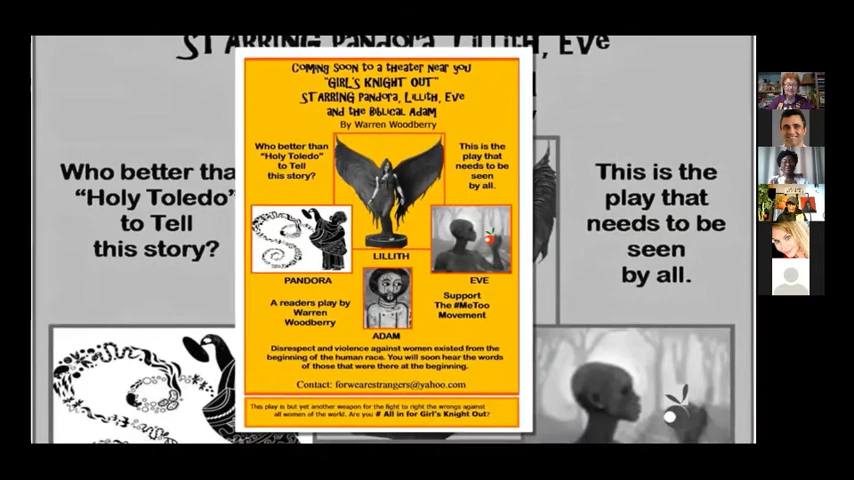 STARRING Pandora, Lillith, Eve
Who better tha
"Holy Toledo"
to Tell
this story?
This is the
play that
needs to be
seen
by all.
Coming Soon to a theater near you
"GIRL'S KNIGHT OUT"
STARRING Pandora, Lillith, Eve
and the Biblical Adam
By Warren Woodberry
Who better than
"Holy Toledo"
to Tell
this story?
This is the
play that
needs to be
seen
by all.
LILLITH
PANDORA
EVE
A readers play by
Warren
Woodberry
Support
The #MeToo
Movement
ADAM
Disrespect and violence against women existed from the
beginning of the human race. You will soon hear the words
of those that were there at the beginning.
Contact: forwearestrangers@yahoo.com
This play is but yet another weapon for the fight to right the wrongs against
all women of the world. Are you # All in for Girl's Knight Out?